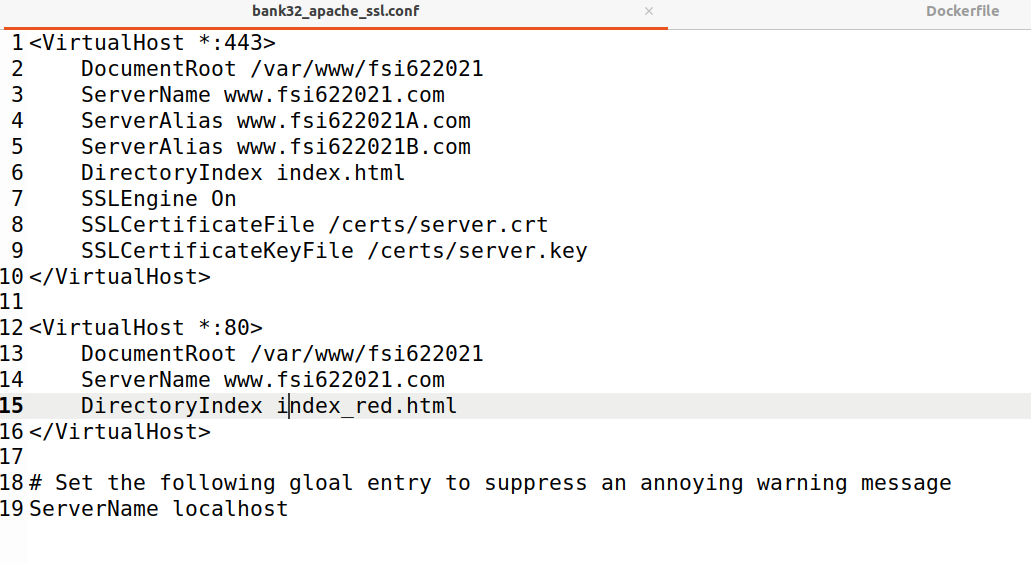 bank32_apache_ssl.conf × Dockerfile
1 <VirtualHost *:443>
2     DocumentRoot /var/www/fsi622021
3     ServerName www.fsi622021.com
4     ServerAlias www.fsi622021A.com
5     ServerAlias www.fsi622021B.com
6     DirectoryIndex index.html
7     SSLEngine On
8     SSLCertificateFile /certs/server.crt
9     SSLCertificateKeyFile /certs/server.key
10 </VirtualHost>
11
12 <VirtualHost *:80>
13     DocumentRoot /var/www/fsi622021
14     ServerName www.fsi622021.com
15     DirectoryIndex index_red.html
16 </VirtualHost>
17
18 # Set the following gloal entry to suppress an annoying warning message
19 ServerName localhost